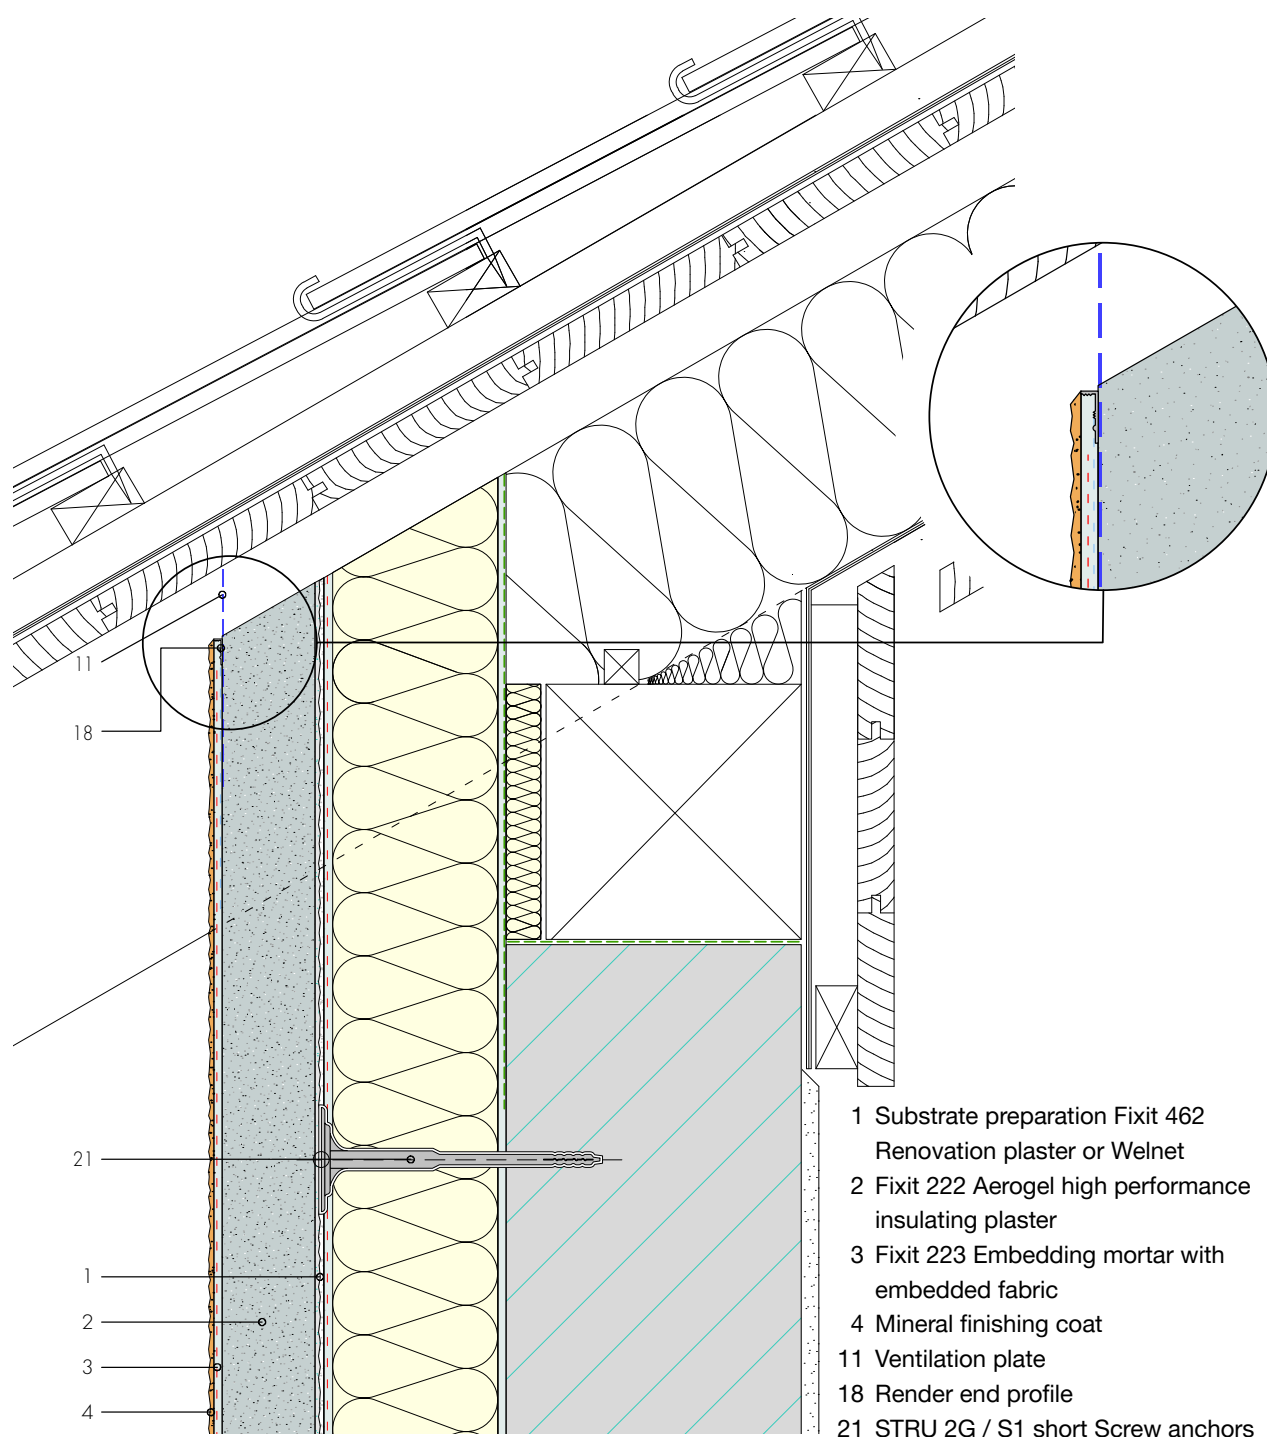 11
18
21
1
2
3
4
1 Substrate preparation Fixit 462
Renovation plaster or Welnet
2 Fixit 222 Aerogel high performance
insulating plaster
3 Fixit 223 Embedding mortar with
embedded fabric
4 Mineral finishing coat
11 Ventilation plate
18 Render end profile
21 STRU 2G / S1 short Screw anchors